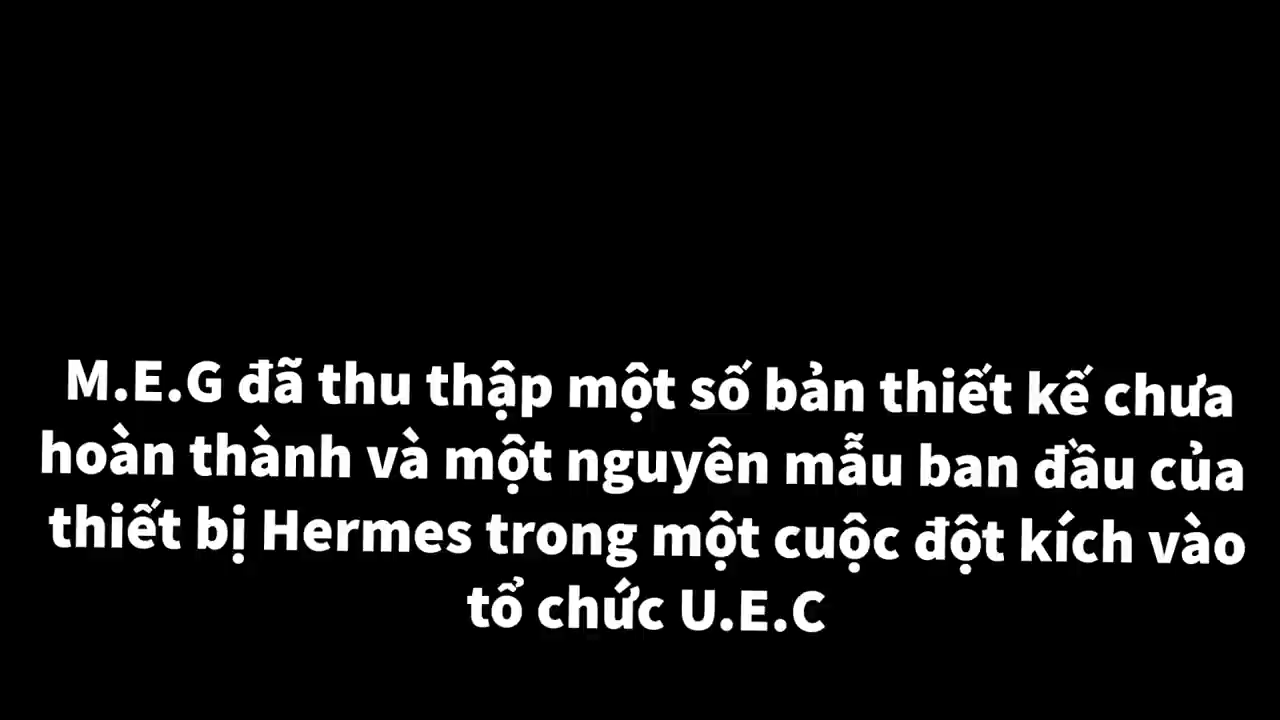 M.E.G đã thu thập một số bản thiết kế chưa
hoàn thành và một nguyên mẫu ban đầu của
thiết bị Hermes trong một cuộc đột kích vào
tổ chức U.E.C